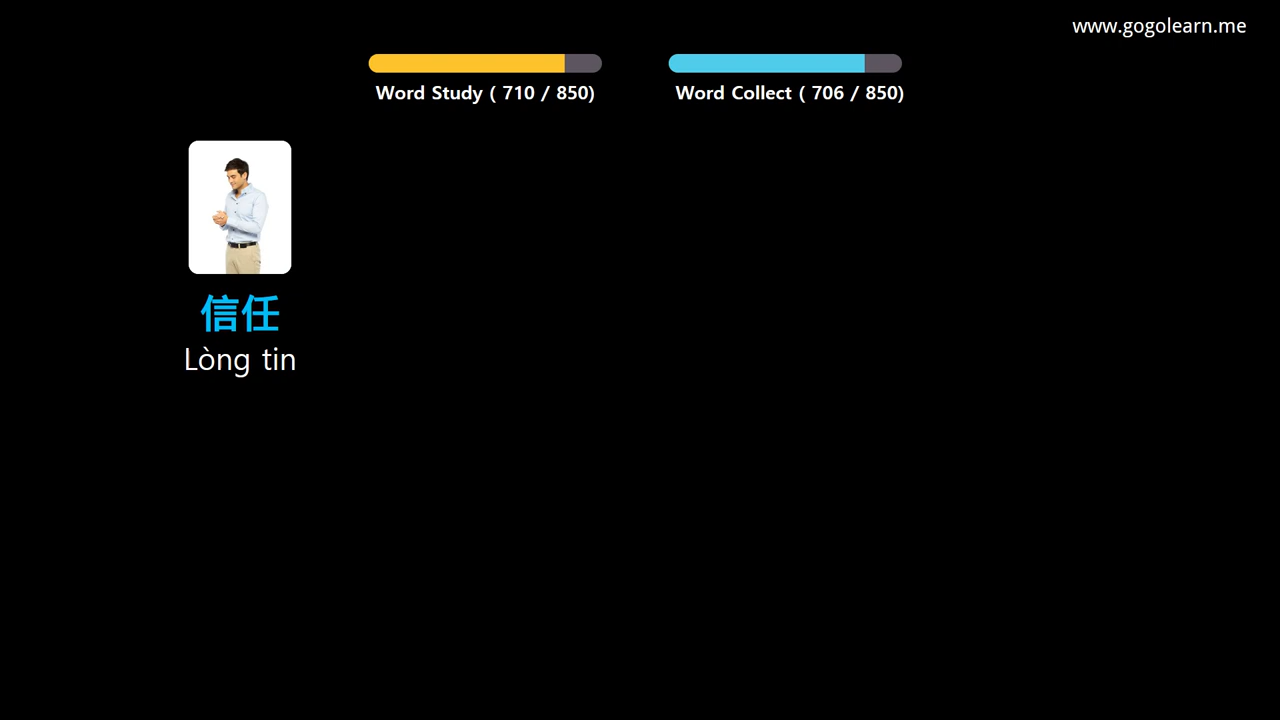 www.gogolearn.me
Word Study ( 710 / 850)
Word Collect ( 706 / 850)
信任
Lòng tin